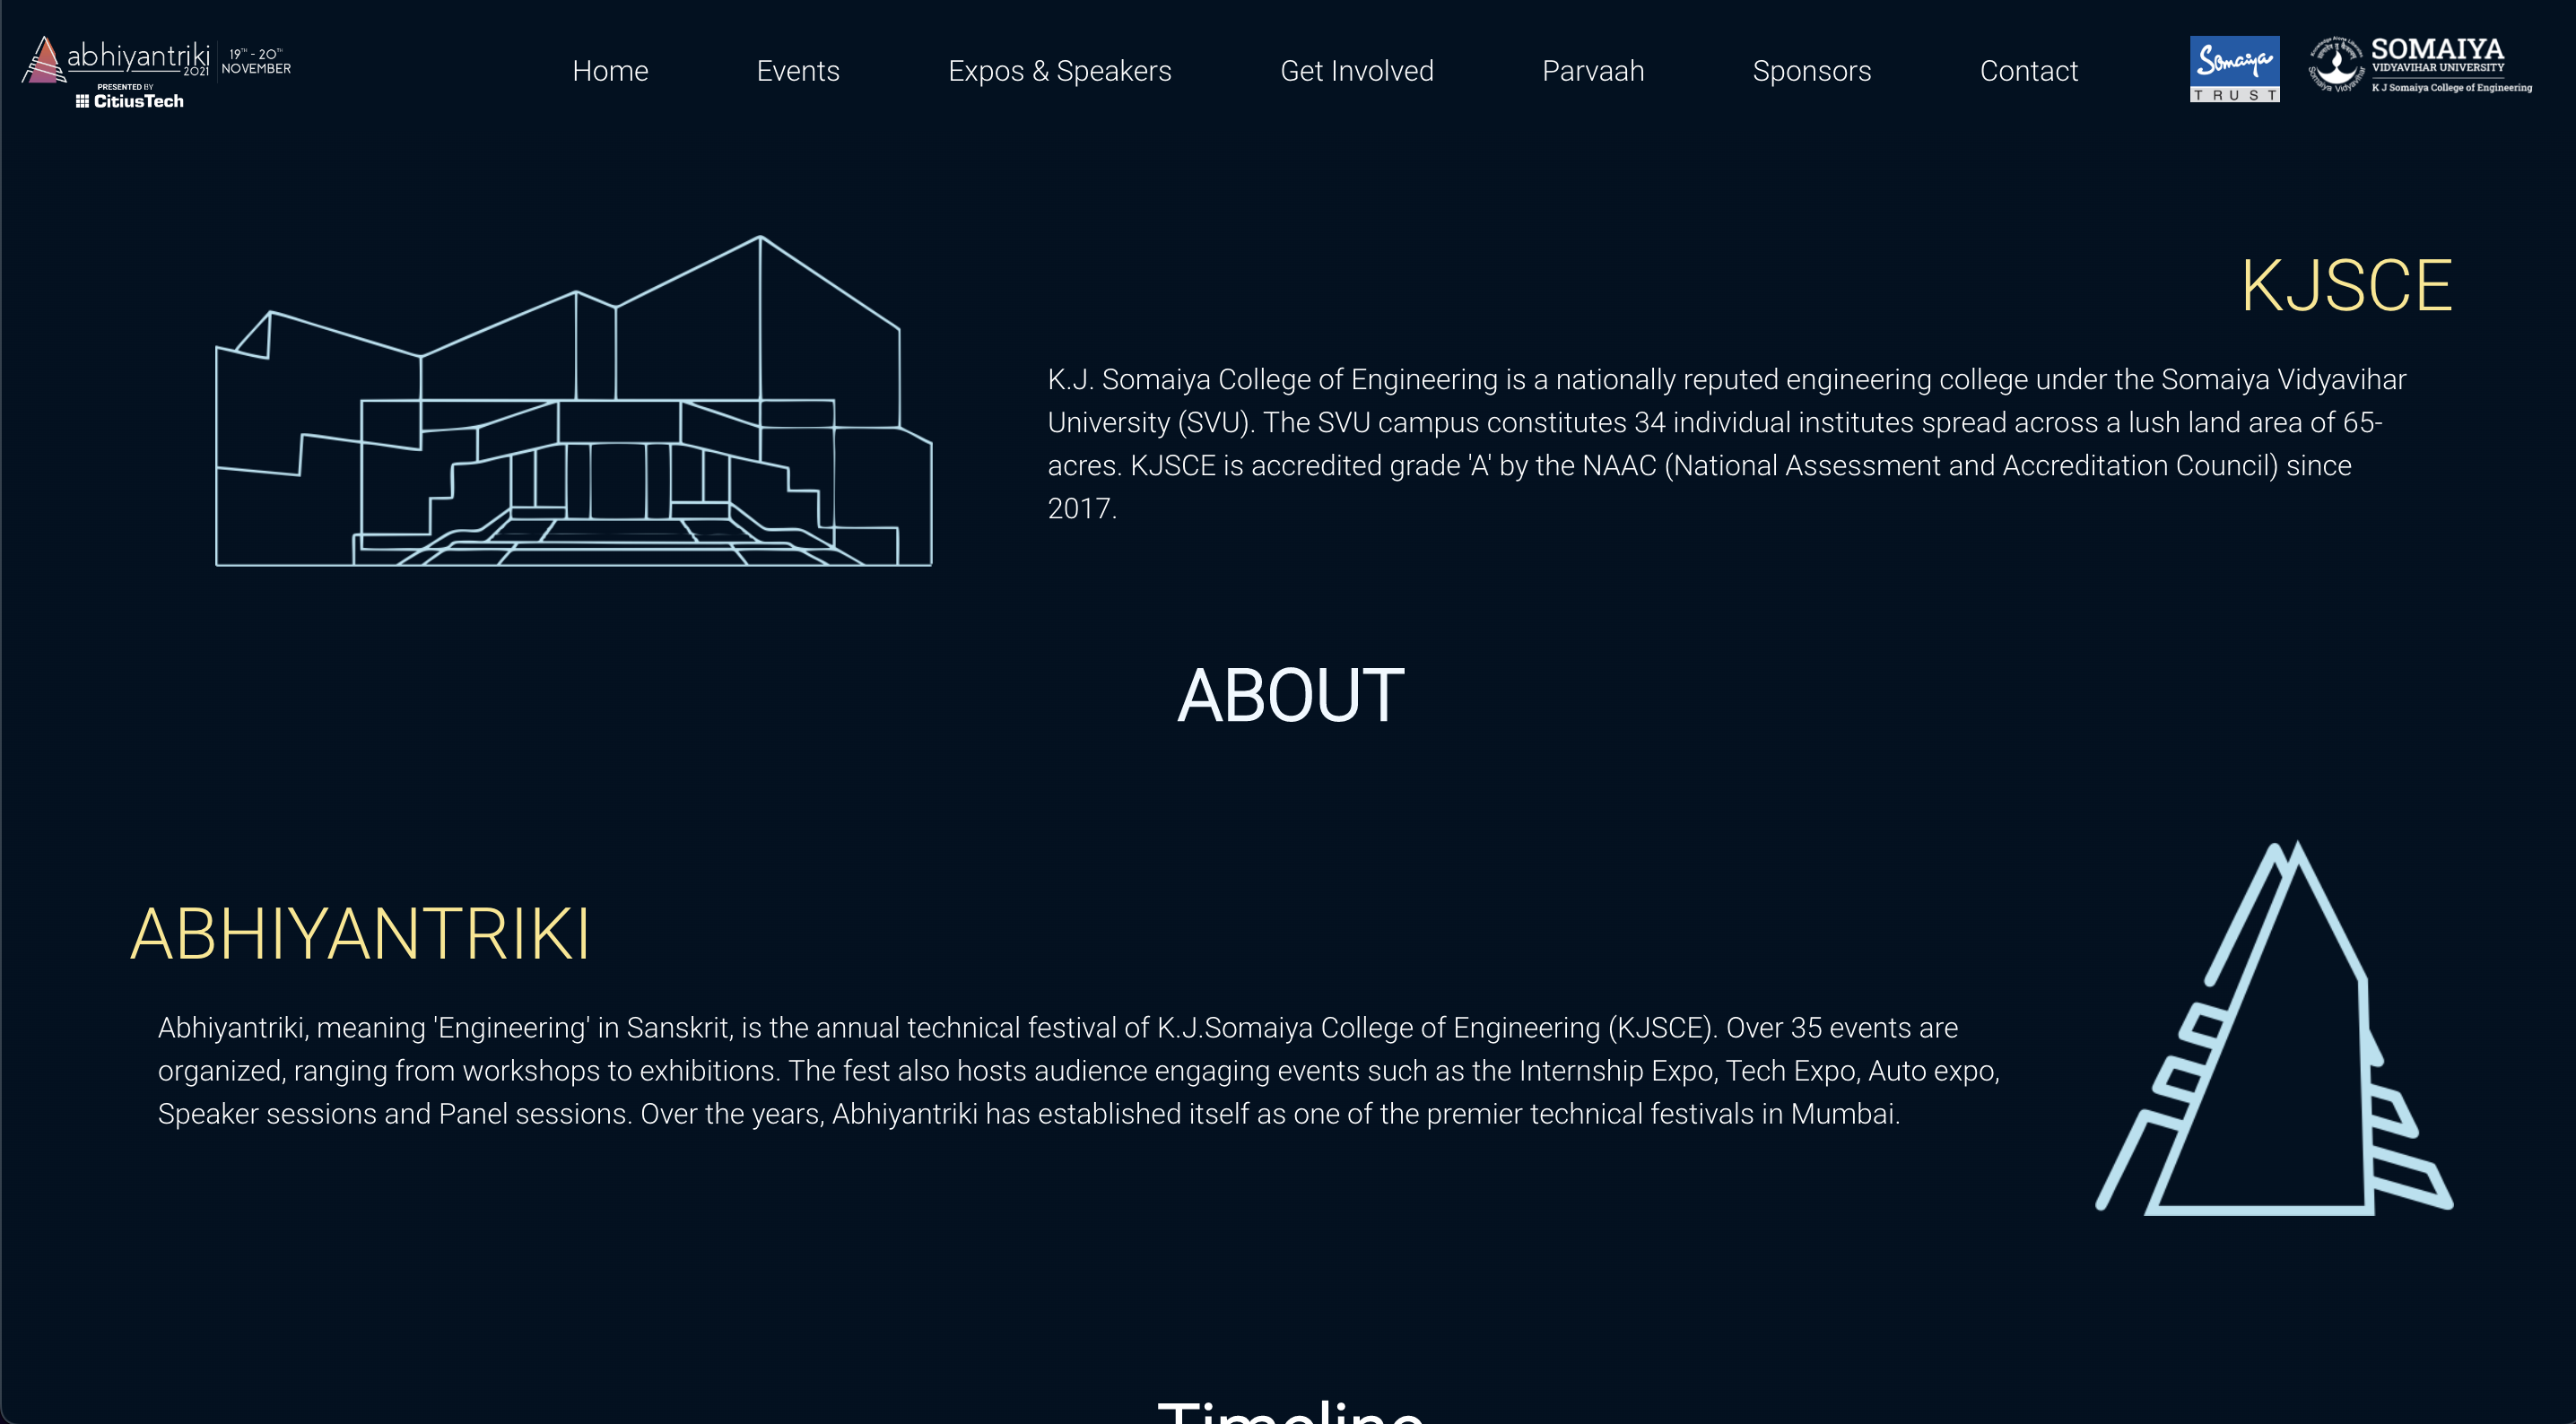 abhiyantriki
2021
19TH - 20TH
NOVEMBER
PRESENTED BY
CitiusTech
Home
Events
Expos & Speakers
Get Involved
Parvaah
Sponsors
Contact
Somaiya
TRUST
SOMAIYA
VIDYAVIHAR UNIVERSITY
K J Somaiya College of Engineering
KJSCE
K.J. Somaiya College of Engineering is a nationally reputed engineering college under the Somaiya Vidyavihar
University (SVU). The SVU campus constitutes 34 individual institutes spread across a lush land area of 65-
acres. KJSCE is accredited grade 'A' by the NAAC (National Assessment and Accreditation Council) since
2017.
ABOUT
ABHIYANTRIKI
Abhiyantriki, meaning 'Engineering' in Sanskrit, is the annual technical festival of K.J.Somaiya College of Engineering (KJSCE). Over 35 events are
organized, ranging from workshops to exhibitions. The fest also hosts audience engaging events such as the Internship Expo, Tech Expo, Auto expo,
Speaker sessions and Panel sessions. Over the years, Abhiyantriki has established itself as one of the premier technical festivals in Mumbai.
Timeline